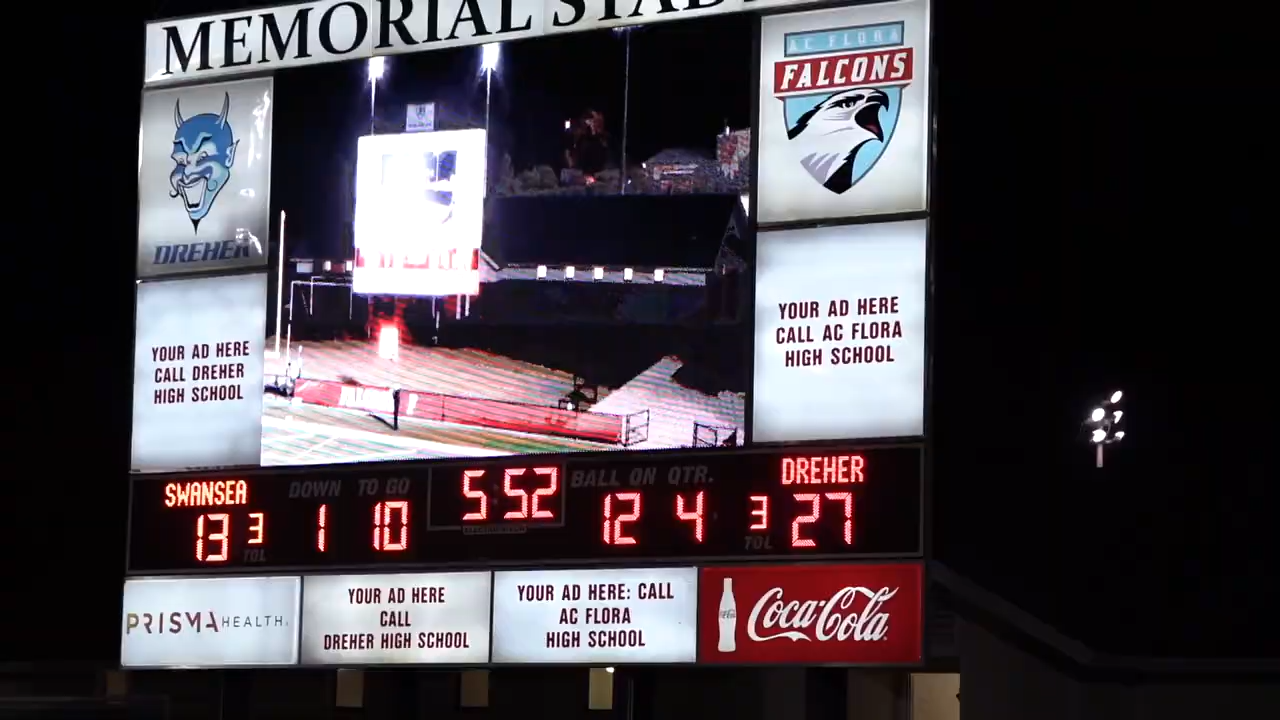 MEMORIAL
AC FLORA
FALCONS
DREHER
YOUR AD HERE
CALL DREHER
HIGH SCHOOL
YOUR AD HERE
CALL AC FLORA
HIGH SCHOOL
SWANSEA
DOWN TO GO
5 52
BALL ON QTR.
DREHER
13 3
TOL
1 10
12 4
3 27
TOL
PRISMA HEALTH
YOUR AD HERE
CALL
DREHER HIGH SCHOOL
YOUR AD HERE: CALL
AC FLORA
HIGH SCHOOL
Coca-Cola